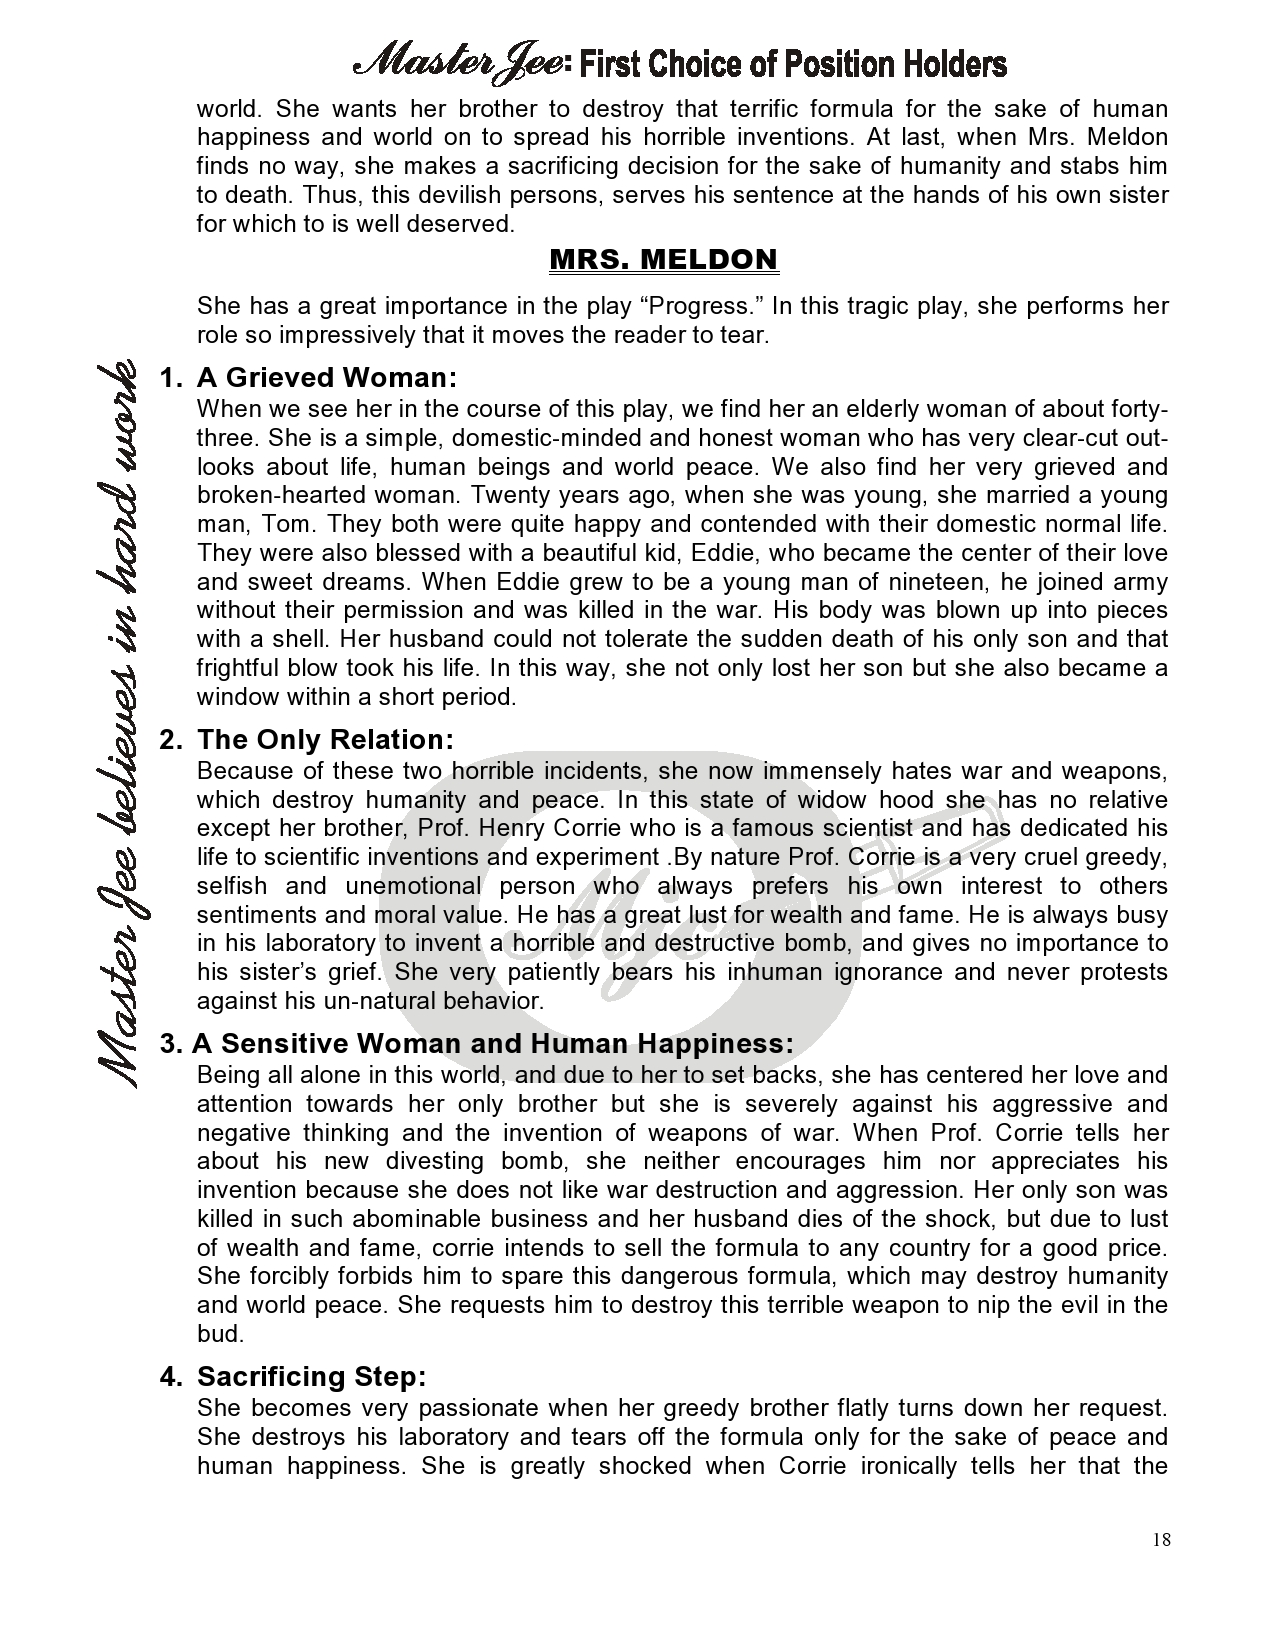 Master Jee: First Choice of Position Holders
world. She wants her brother to destroy that terrific formula for the sake of human
happiness and world on to spread his horrible inventions. At last, when Mrs. Meldon
finds no way, she makes a sacrificing decision for the sake of humanity and stabs him
to death. Thus, this devilish persons, serves his sentence at the hands of his own sister
for which to is well deserved.
MRS. MELDON
She has a great importance in the play “Progress.” In this tragic play, she performs her
role so impressively that it moves the reader to tear.
1. A Grieved Woman:
When we see her in the course of this play, we find her an elderly woman of about forty-
three. She is a simple, domestic-minded and honest woman who has very clear-cut out-
looks about life, human beings and world peace. We also find her very grieved and
broken-hearted woman. Twenty years ago, when she was young, she married a young
man, Tom. They both were quite happy and contended with their domestic normal life.
They were also blessed with a beautiful kid, Eddie, who became the center of their love
and sweet dreams. When Eddie grew to be a young man of nineteen, he joined army
without their permission and was killed in the war. His body was blown up into pieces
with a shell. Her husband could not tolerate the sudden death of his only son and that
frightful blow took his life. In this way, she not only lost her son but she also became a
window within a short period.
2. The Only Relation:
Because of these two horrible incidents, she now immensely hates war and weapons,
which destroy humanity and peace. In this state of widow hood she has no relative
except her brother, Prof. Henry Corrie who is a famous scientist and has dedicated his
life to scientific inventions and experiment .By nature Prof. Corrie is a very cruel greedy,
selfish and unemotional person who always prefers his own interest to others
sentiments and moral value. He has a great lust for wealth and fame. He is always busy
in his laboratory to invent a horrible and destructive bomb, and gives no importance to
his sister’s grief. She very patiently bears his inhuman ignorance and never protests
against his un-natural behavior.
3. A Sensitive Woman and Human Happiness:
Being all alone in this world, and due to her to set backs, she has centered her love and
attention towards her only brother but she is severely against his aggressive and
negative thinking and the invention of weapons of war. When Prof. Corrie tells her
about his new divesting bomb, she neither encourages him nor appreciates his
invention because she does not like war destruction and aggression. Her only son was
killed in such abominable business and her husband dies of the shock, but due to lust
of wealth and fame, corrie intends to sell the formula to any country for a good price.
She forcibly forbids him to spare this dangerous formula, which may destroy humanity
and world peace. She requests him to destroy this terrible weapon to nip the evil in the
bud.
4. Sacrificing Step:
She becomes very passionate when her greedy brother flatly turns down her request.
She destroys his laboratory and tears off the formula only for the sake of peace and
human happiness. She is greatly shocked when Corrie ironically tells her that the
Master Jee believes in hard work
Mjc
18